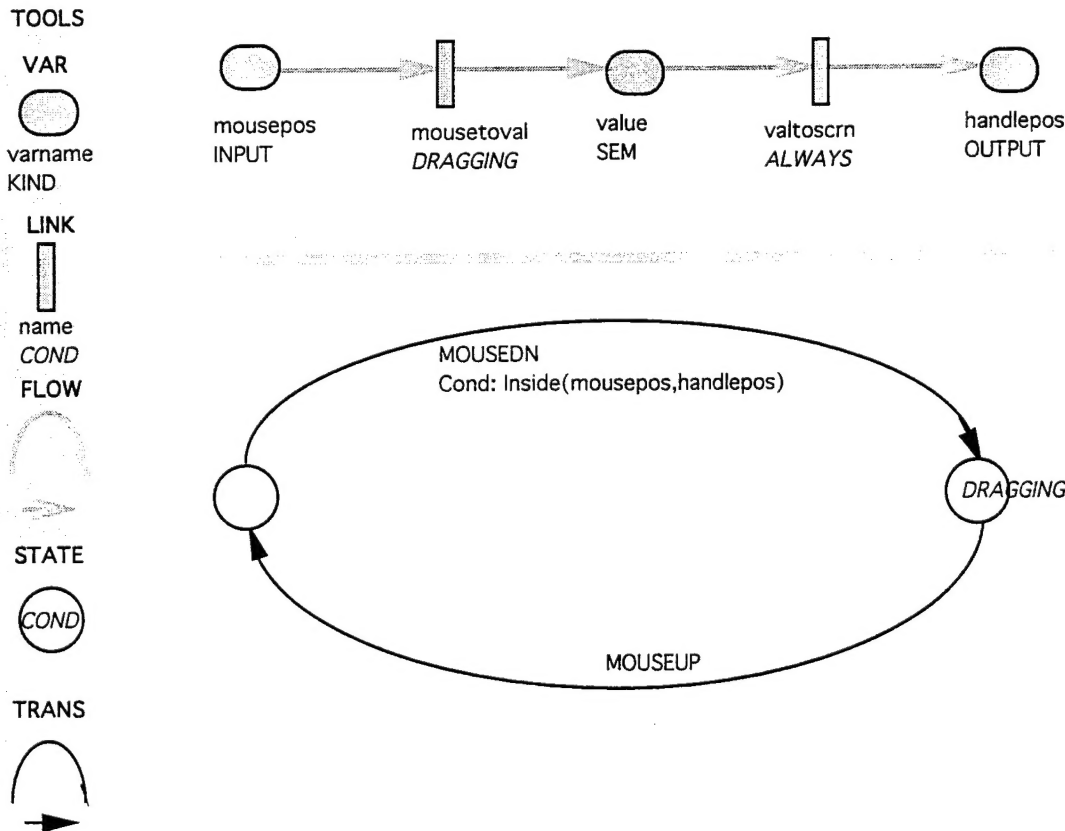 TOOLS
VAR
varname
KIND
LINK
name
COND
FLOW
STATE
COND
TRANS
mousepos
INPUT
mousetoval
DRAGGING
value
SEM
valtoscrn
ALWAYS
handlepos
OUTPUT
MOUSEDN
Cond: Inside(mousepos,handlepos)
DRAGGING
MOUSEUP